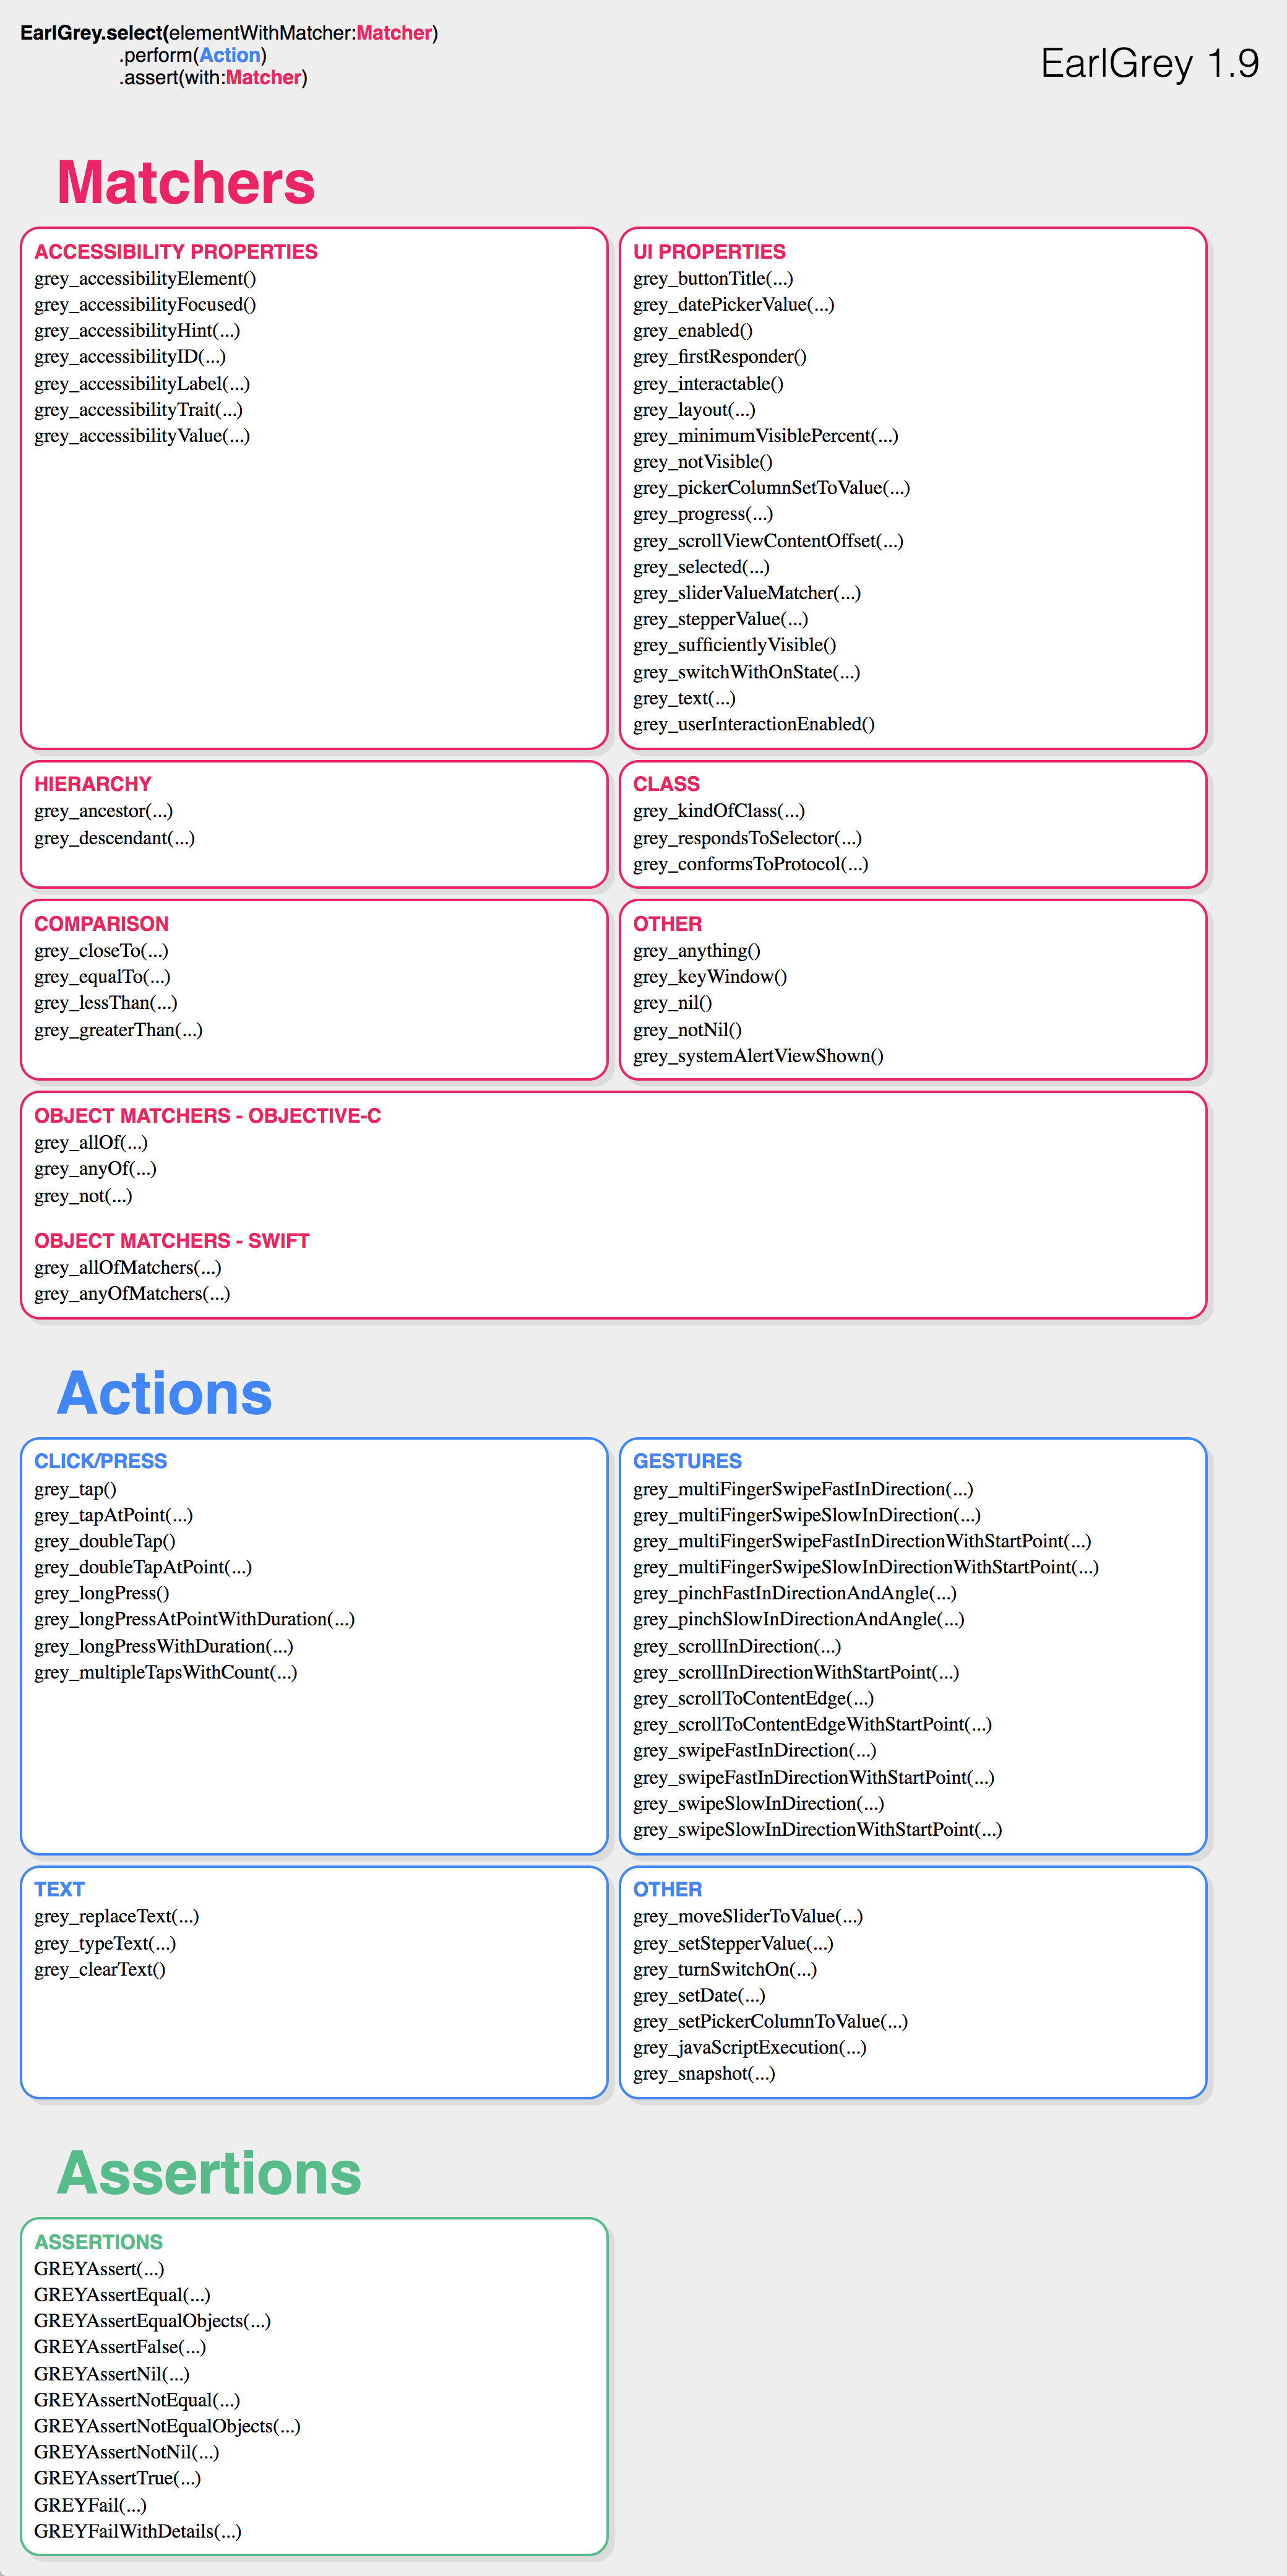 EarlGrey.select(elementWithMatcher:Matcher)
.perform(Action)
.assert(with:Matcher)
EarlGrey 1.9
Matchers
ACCESSIBILITY PROPERTIES
grey_accessibilityElement()
grey_accessibilityFocused()
grey_accessibilityHint(...)
grey_accessibilityID(...)
grey_accessibilityLabel(...)
grey_accessibilityTrait(...)
grey_accessibilityValue(...)
UI PROPERTIES
grey_buttonTitle(...)
grey_datePickerValue(...)
grey_enabled()
grey_firstResponder()
grey_interactable()
grey_layout(...)
grey_minimumVisiblePercent(...)
grey_notVisible()
grey_pickerColumnSetToValue(...)
grey_progress(...)
grey_scrollViewContentOffset(...)
grey_selected(...)
grey_sliderValueMatcher(...)
grey_stepperValue(...)
grey_sufficientlyVisible()
grey_switchWithOnState(...)
grey_text(...)
grey_userInteractionEnabled()
HIERARCHY
grey_ancestor(...)
grey_descendant(...)
CLASS
grey_kindOfClass(...)
grey_respondsToSelector(...)
grey_conformsToProtocol(...)
COMPARISON
grey_closeTo(...)
grey_equalTo(...)
grey_lessThan(...)
grey_greaterThan(...)
OTHER
grey_anything()
grey_keyWindow()
grey_nil()
grey_notNil()
grey_systemAlertViewShown()
OBJECT MATCHERS - OBJECTIVE-C
grey_allOf(...)
grey_anyOf(...)
grey_not(...)
OBJECT MATCHERS - SWIFT
grey_allOfMatchers(...)
grey_anyOfMatchers(...)
Actions
CLICK/PRESS
grey_tap()
grey_tapAtPoint(...)
grey_doubleTap()
grey_doubleTapAtPoint(...)
grey_longPress()
grey_longPressAtPointWithDuration(...)
grey_longPressWithDuration(...)
grey_multipleTapsWithCount(...)
GESTURES
grey_multiFingerSwipeFastInDirection(...)
grey_multiFingerSwipeSlowInDirection(...)
grey_multiFingerSwipeFastInDirectionWithStartPoint(...)
grey_multiFingerSwipeSlowInDirectionWithStartPoint(...)
grey_pinchFastInDirectionAndAngle(...)
grey_pinchSlowInDirectionAndAngle(...)
grey_scrollInDirection(...)
grey_scrollInDirectionWithStartPoint(...)
grey_scrollToContentEdge(...)
grey_scrollToContentEdgeWithStartPoint(...)
grey_swipeFastInDirection(...)
grey_swipeFastInDirectionWithStartPoint(...)
grey_swipeSlowInDirection(...)
grey_swipeSlowInDirectionWithStartPoint(...)
TEXT
grey_replaceText(...)
grey_typeText(...)
grey_clearText()
OTHER
grey_moveSliderToValue(...)
grey_setStepperValue(...)
grey_turnSwitchOn(...)
grey_setDate(...)
grey_setPickerColumnToValue(...)
grey_javaScriptExecution(...)
grey_snapshot(...)
Assertions
ASSERTIONS
GREYAssert(...)
GREYAssertEqual(...)
GREYAssertEqualObjects(...)
GREYAssertFalse(...)
GREYAssertNil(...)
GREYAssertNotEqual(...)
GREYAssertNotEqualObjects(...)
GREYAssertNotNil(...)
GREYAssertTrue(...)
GREYFail(...)
GREYFailWithDetails(...)